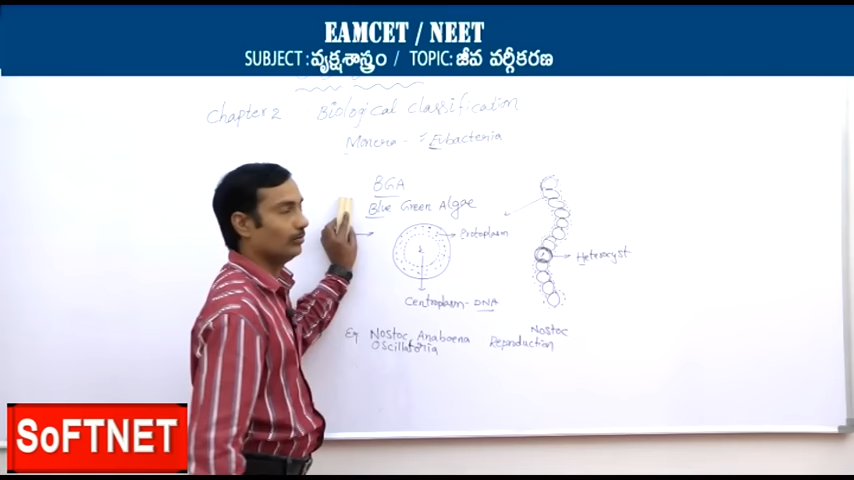 EAMCET / NEET
SUBJECT : వృక్షశాస్త్రం / TOPIC: జీవ వర్గీకరణ
Chapter 2 Biological classification
Monera - Eubacteria
BGA
Blue Green Algae
Protoplasm
Heterocyst
Centroplasm - DNA
Nostoc
Eg Nostoc, Anabaena
Reproduction
Oscillatoria
SoFTNET